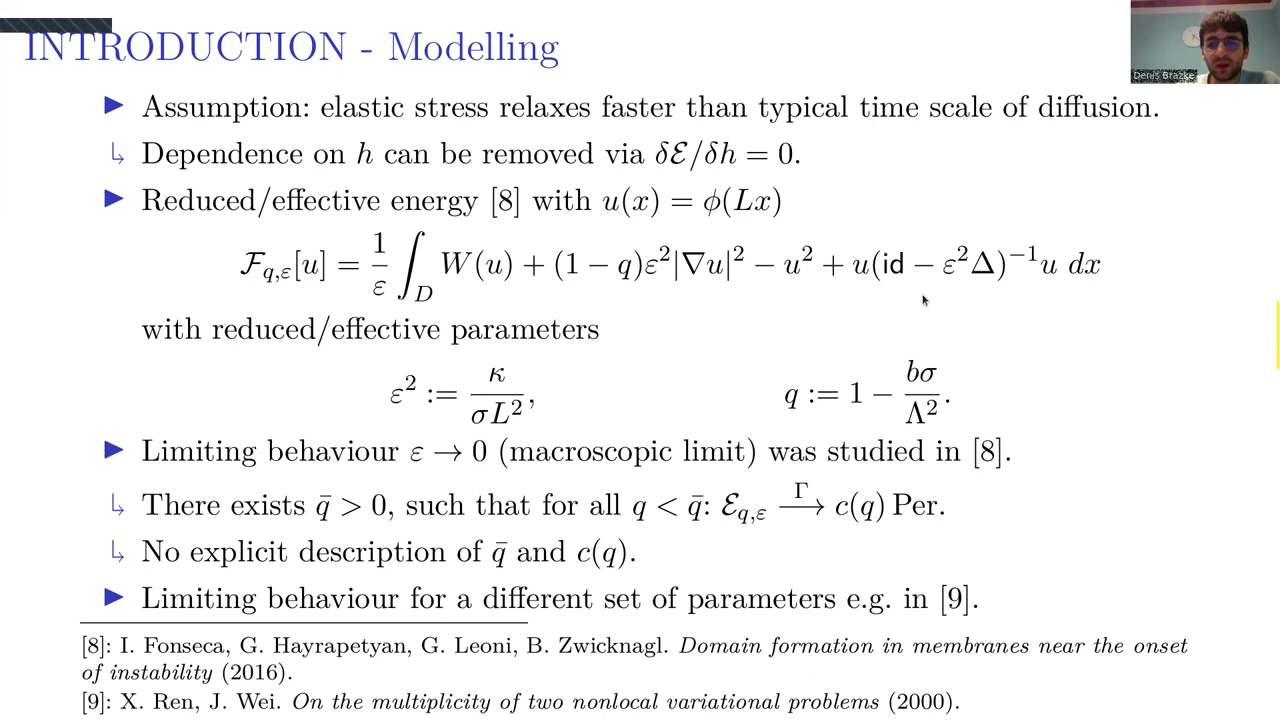 INTRODUCTION - Modelling
Denis Brazke
▶ Assumption: elastic stress relaxes faster than typical time scale of diffusion.
↳ Dependence on h can be removed via δℰ/δh = 0.
▶ Reduced/effective energy [8] with u(x) = ϕ(Lx)
ℱ_{q,ε}[u] = 1/ε ∫_D W(u) + (1 − q)ε²|∇u|² − u² + u(id − ε²Δ)⁻¹u dx
with reduced/effective parameters
ε² := κ/(σL²), q := 1 − bσ/Λ².
▶ Limiting behaviour ε → 0 (macroscopic limit) was studied in [8].
↳ There exists q̄ > 0, such that for all q < q̄: ℰ_{q,ε} —Γ→ c(q) Per.
↳ No explicit description of q̄ and c(q).
▶ Limiting behaviour for a different set of parameters e.g. in [9].
[8]: I. Fonseca, G. Hayrapetyan, G. Leoni, B. Zwicknagl. Domain formation in membranes near the onset
of instability (2016).
[9]: X. Ren, J. Wei. On the multiplicity of two nonlocal variational problems (2000).